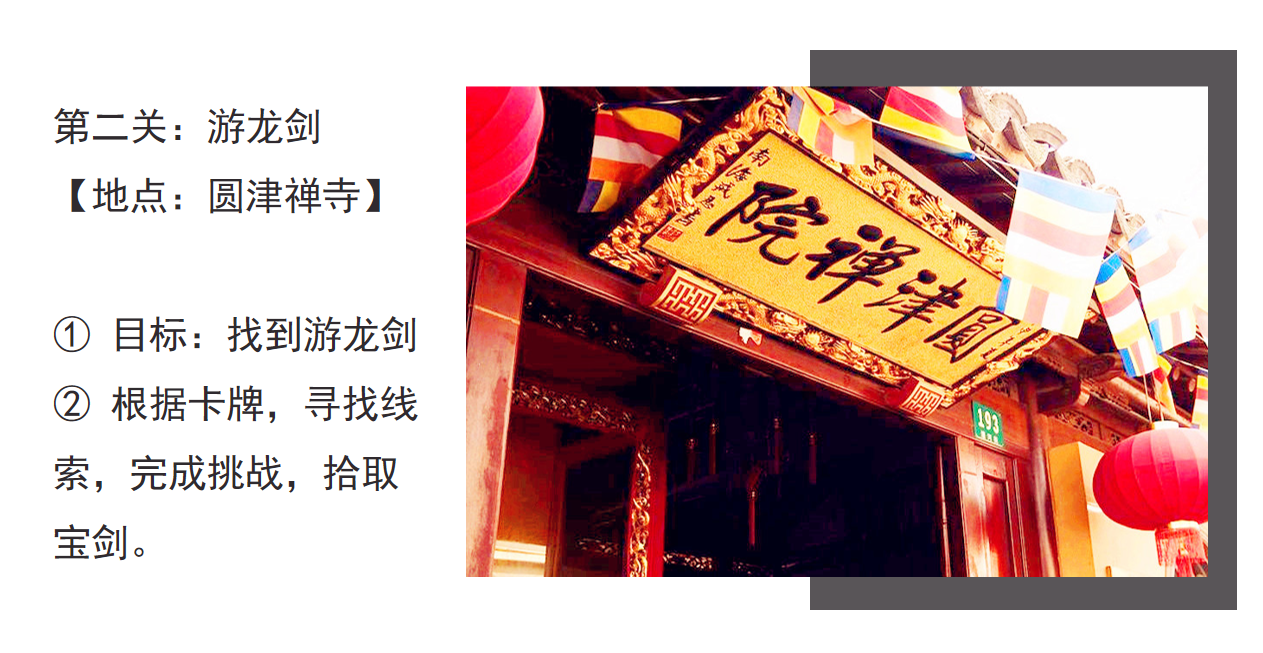 第二关：游龙剑
【地点：圆津禅寺】
① 目标：找到游龙剑
② 根据卡牌，寻找线
索，完成挑战，拾取
宝剑。
院禅津圓
193